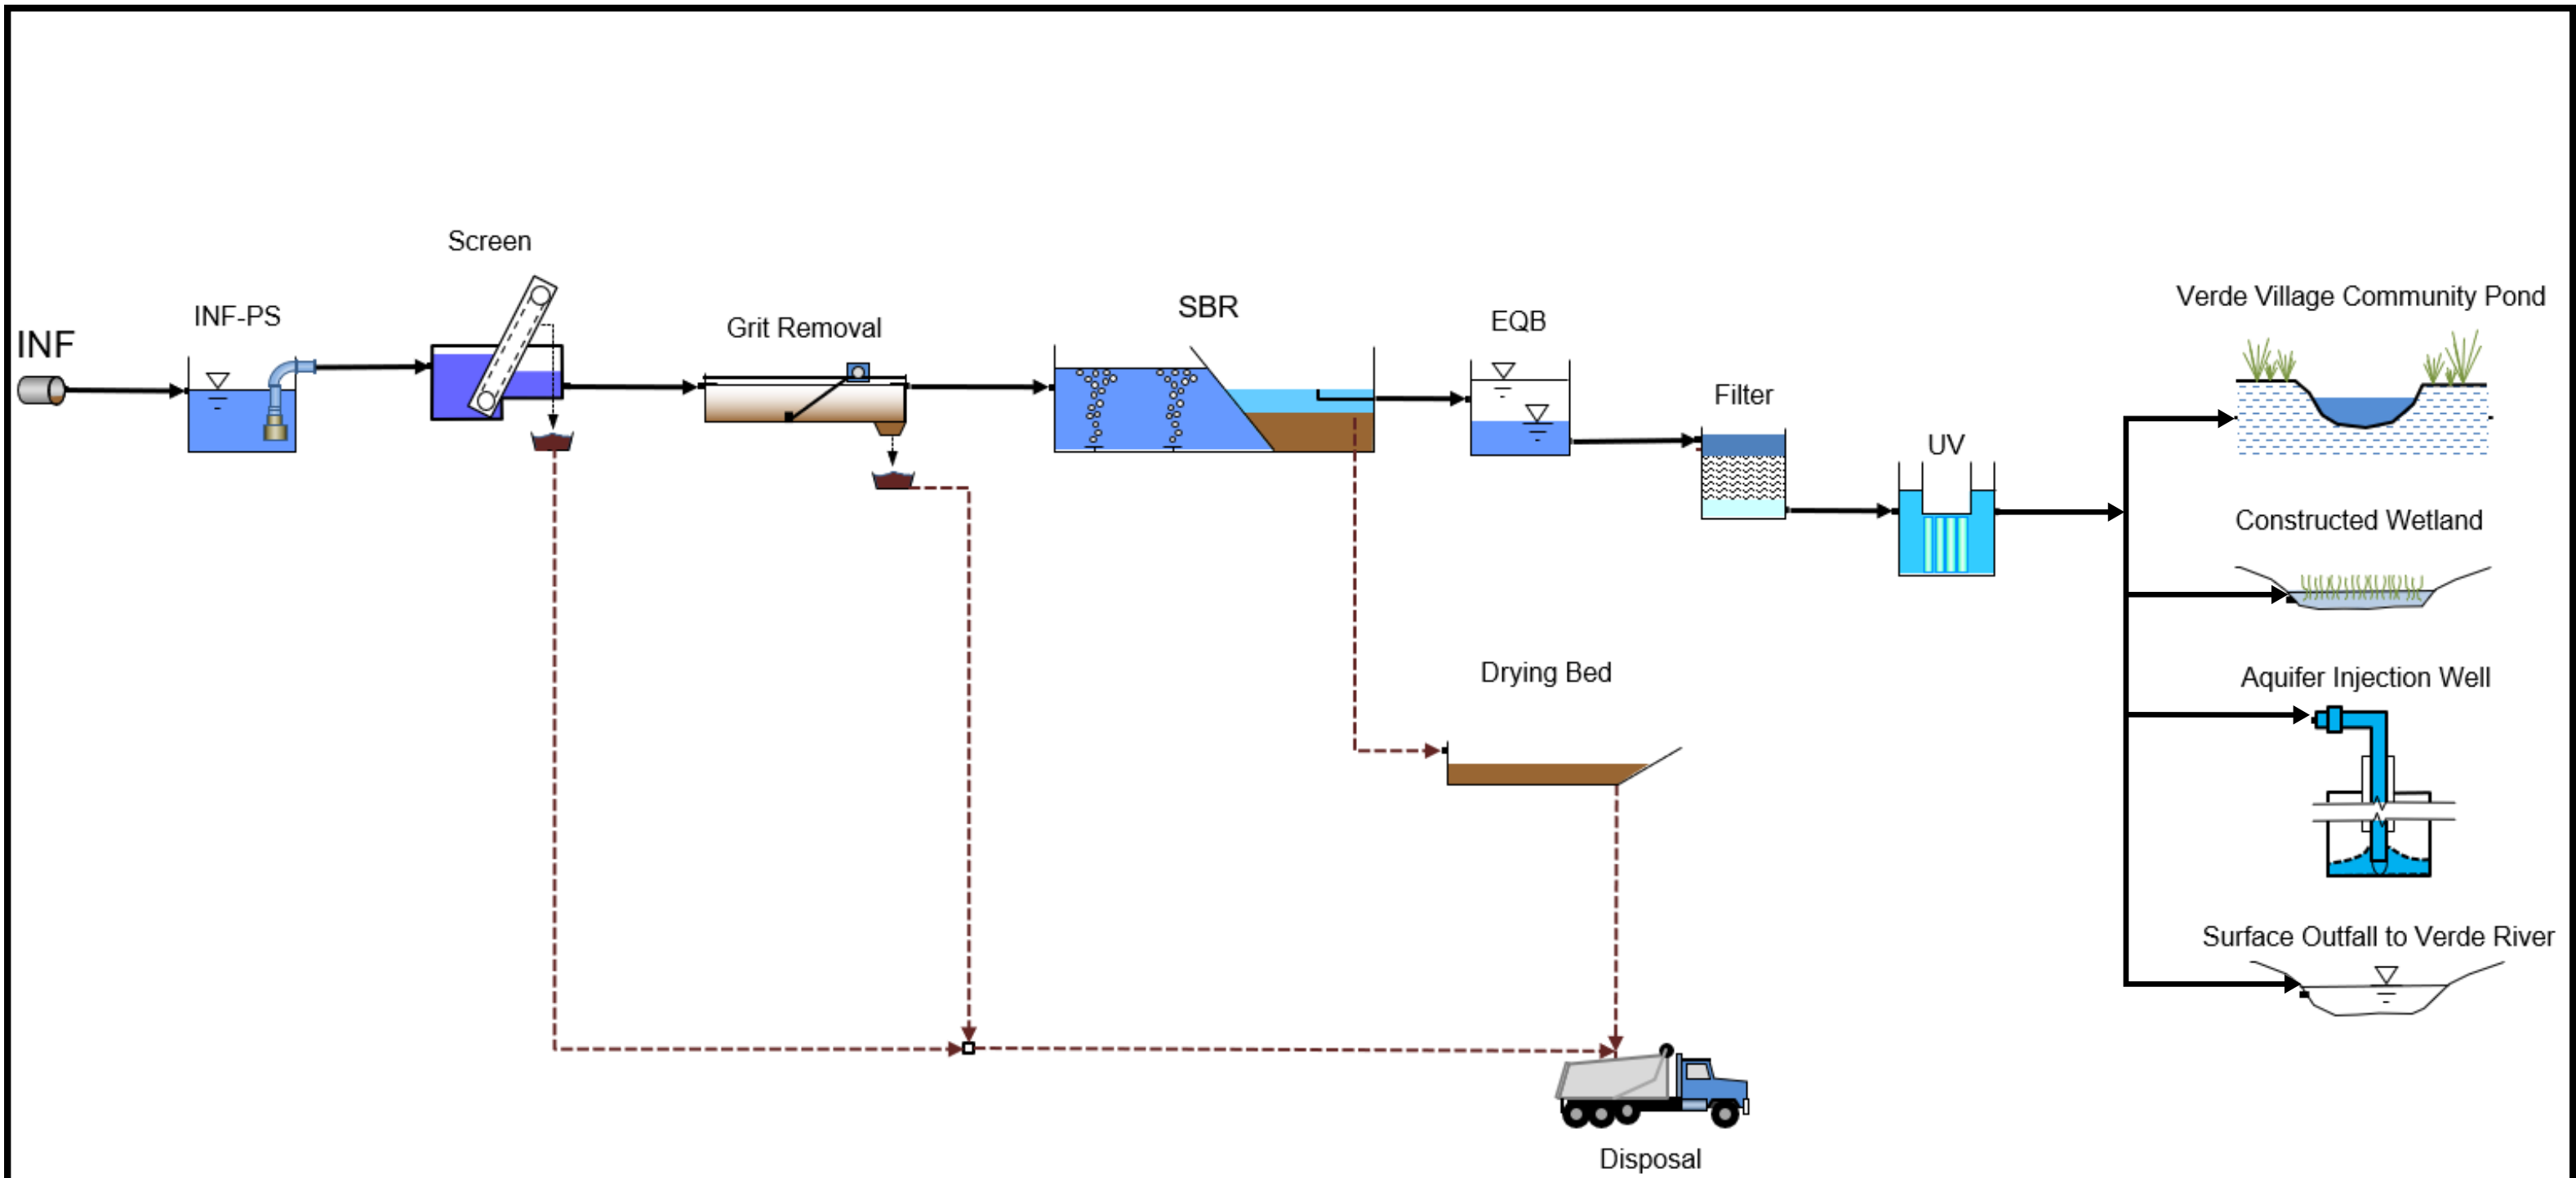 INF
INF-PS
Screen
Grit Removal
SBR
EQB
Filter
UV
Verde Village Community Pond
Constructed Wetland
Aquifer Injection Well
Surface Outfall to Verde River
Drying Bed
Disposal